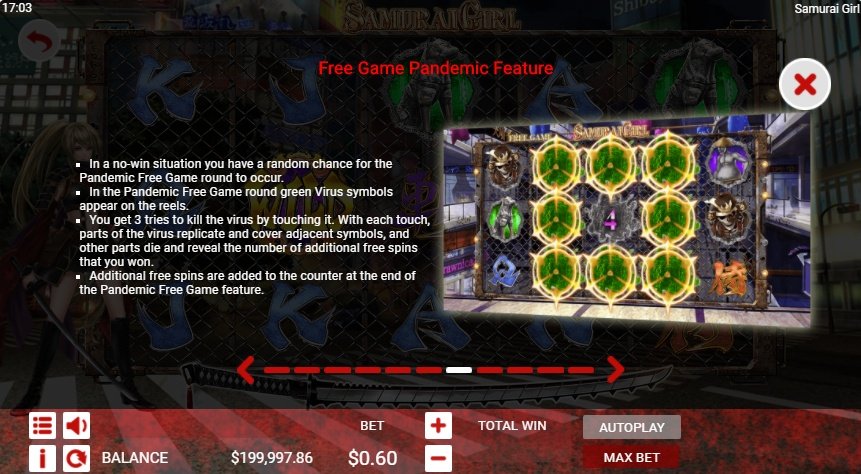 17:03
Samurai Girl
SAMURAI GIRL
Free Game Pandemic Feature
In a no-win situation you have a random chance for the
Pandemic Free Game round to occur.
In the Pandemic Free Game round green Virus symbols
appear on the reels.
You get 3 tries to kill the virus by touching it. With each touch,
parts of the virus replicate and cover adjacent symbols, and
other parts die and reveal the number of additional free spins
that you won.
Additional free spins are added to the counter at the end of
the Pandemic Free Game feature.
FREE GAME
SAMURAI GIRL
4
Q
K
J
A
BET
TOTAL WIN
AUTOPLAY
BALANCE
$199,997.86
$0.60
MAX BET